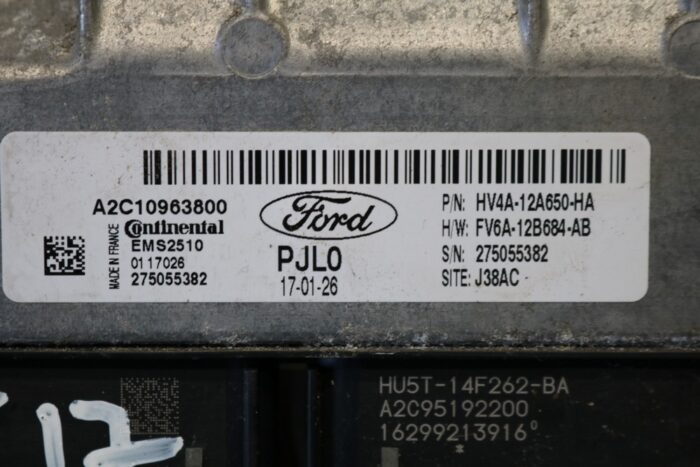 A2C10963800
Continental
EMS2510
0117026
275055382
MADE IN FRANCE
Ford
PJL0
17-01-26
P/N: HV4A-12A650-HA
H/W: FV6A-12B684-AB
S/N: 275055382
SITE: J38AC
HU5T-14F262-BA
A2C95192200
16299213916
*
17